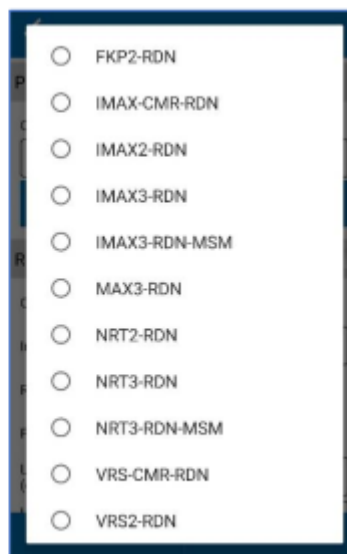 FKP2-RDN
IMAX-CMR-RDN
IMAX2-RDN
IMAX3-RDN
IMAX3-RDN-MSM
MAX3-RDN
NRT2-RDN
NRT3-RDN
NRT3-RDN-MSM
VRS-CMR-RDN
VRS2-RDN